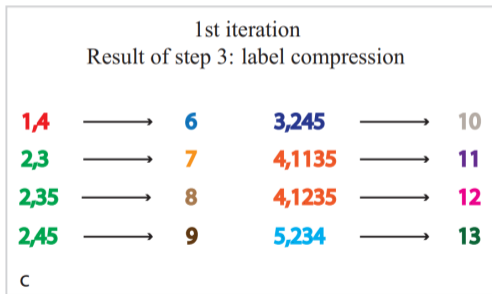 1st iteration
Result of step 3: label compression
1,4 → 6 3,245 → 10
2,3 → 7 4,1135 → 11
2,35 → 8 4,1235 → 12
2,45 → 9 5,234 → 13
c